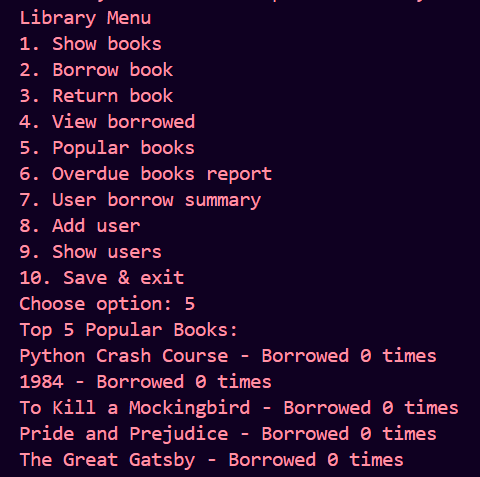 Library Menu
1. Show books
2. Borrow book
3. Return book
4. View borrowed
5. Popular books
6. Overdue books report
7. User borrow summary
8. Add user
9. Show users
10. Save & exit
Choose option: 5
Top 5 Popular Books:
Python Crash Course - Borrowed 0 times
1984 - Borrowed 0 times
To Kill a Mockingbird - Borrowed 0 times
Pride and Prejudice - Borrowed 0 times
The Great Gatsby - Borrowed 0 times